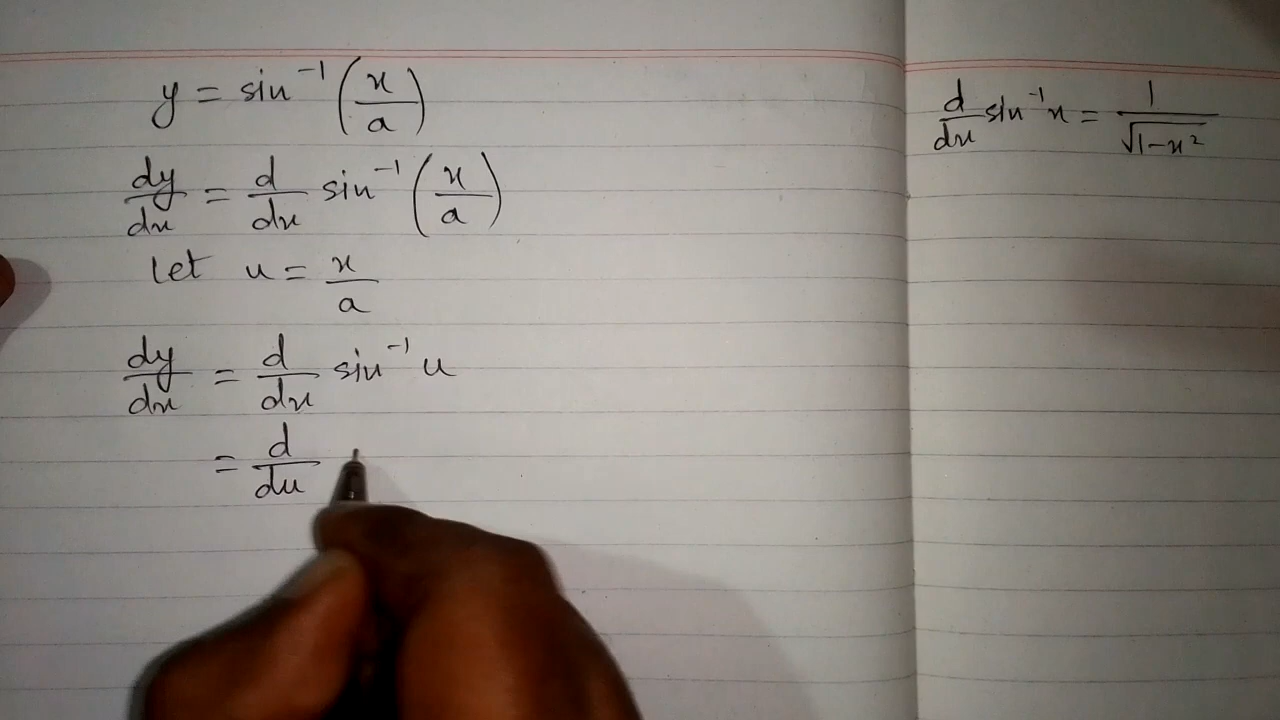 y = sin⁻¹ (x/a)
dy/dx = d/dx sin⁻¹ (x/a)
Let u = x/a
dy/dx = d/dx sin⁻¹ u
= d/du
d/dx sin⁻¹x = 1/√(1-x²)